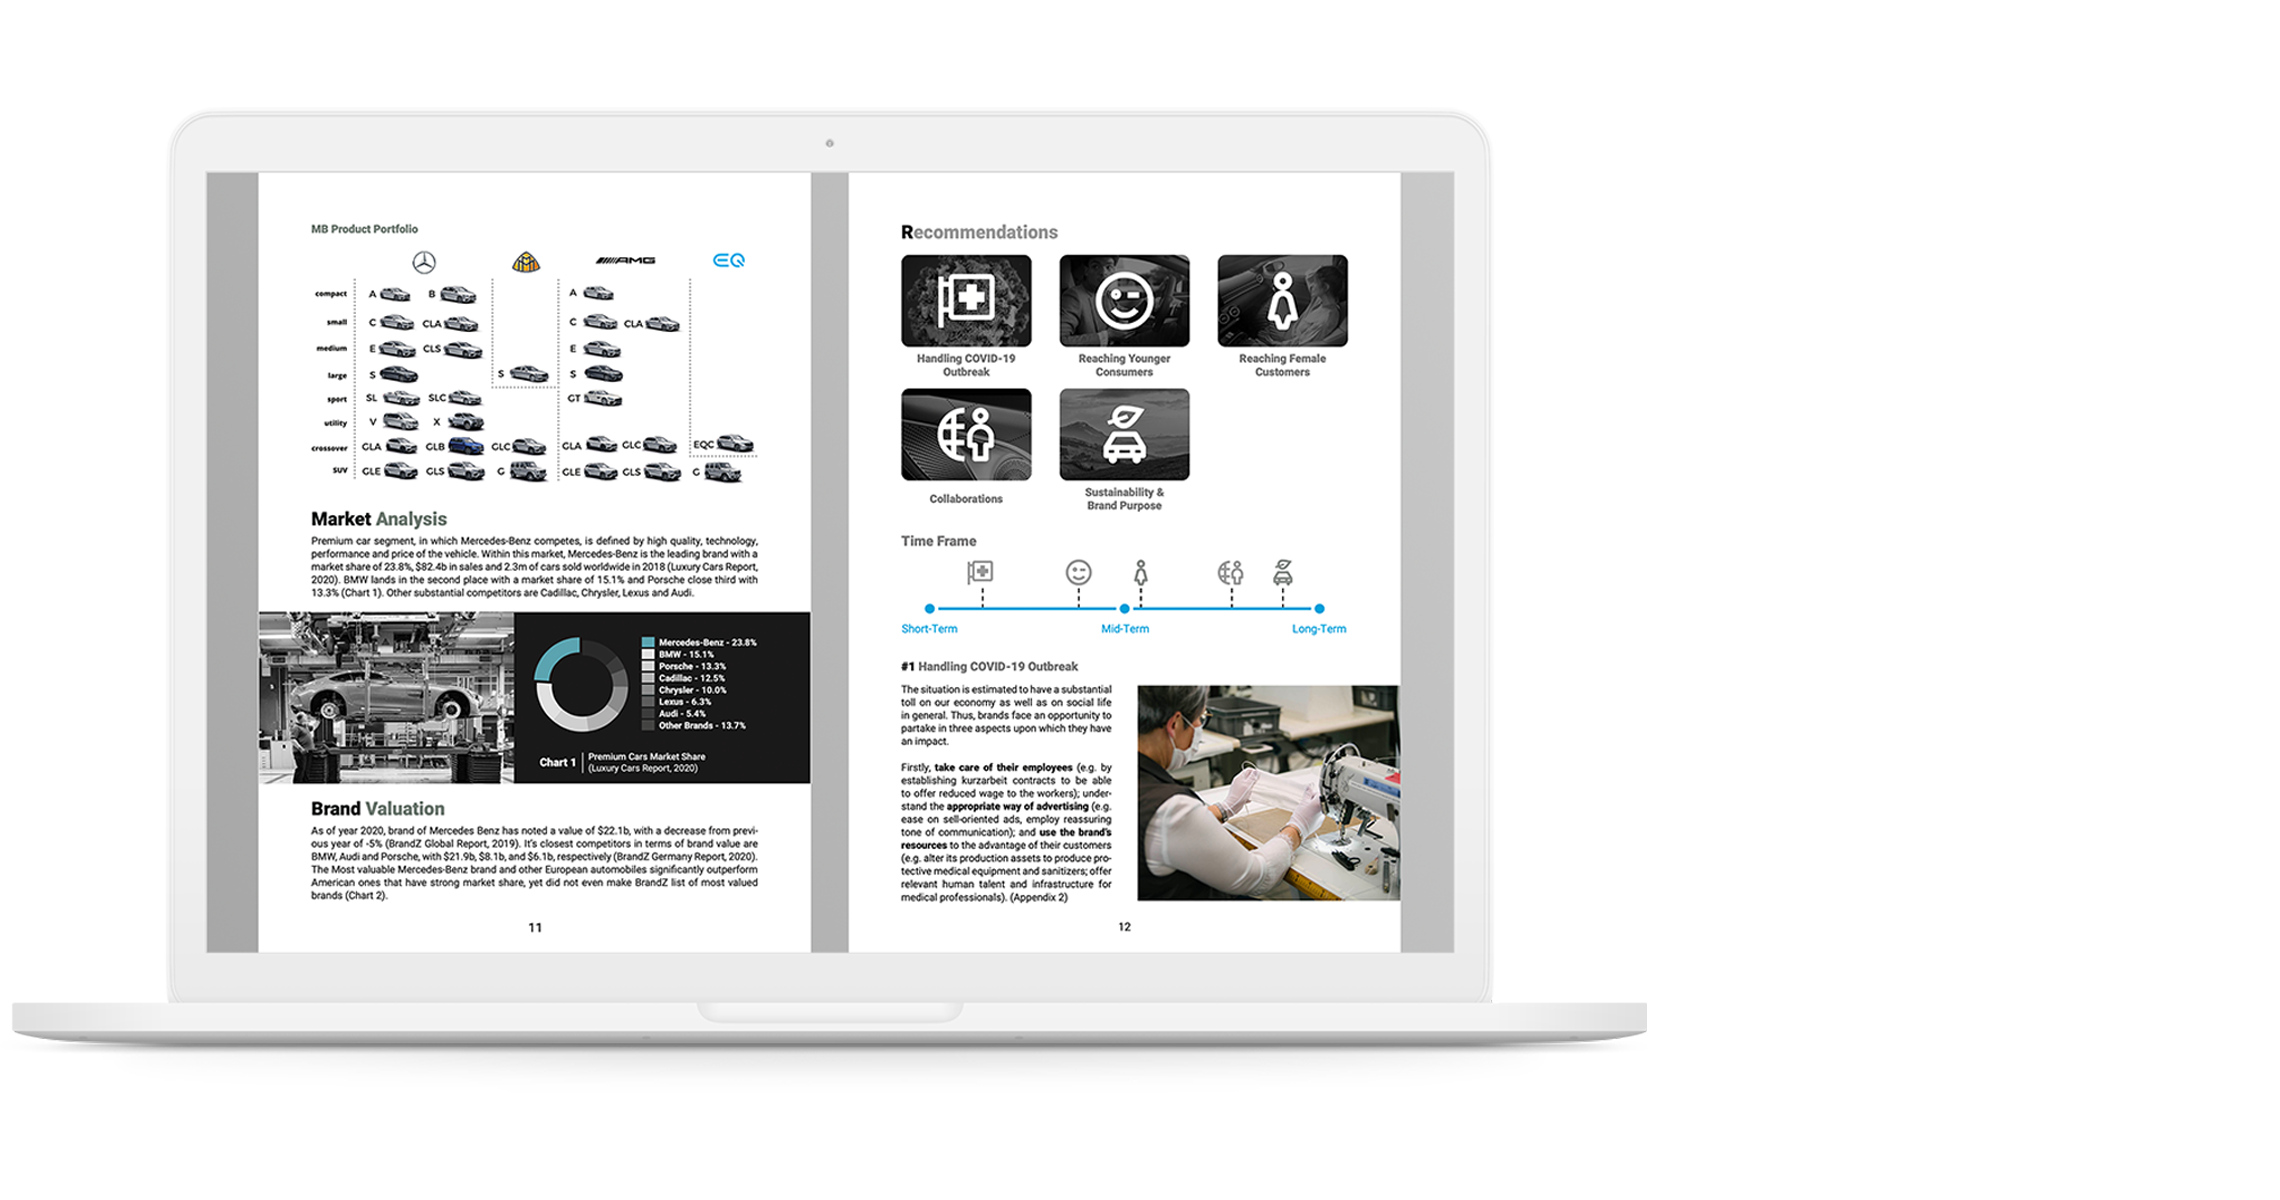 MB Product Portfolio
AMG EQ
compact A B A
small C CLA C CLA
medium E CLS E
large S S S
sport SL SLC GT
utility V X
crossover GLA GLB GLC GLA GLC EQC
SUV GLE GLS G GLE GLS G
Market Analysis
Premium car segment, in which Mercedes-Benz competes, is defined by high quality, technology,
performance and price of the vehicle. Within this market, Mercedes-Benz is the leading brand with a
market share of 23.8%, $82.4b in sales and 2.3m of cars sold worldwide in 2018 (Luxury Cars Report,
2020). BMW lands in the second place with a market share of 15.1% and Porsche close third with
13.3% (Chart 1). Other substantial competitors are Cadillac, Chrysler, Lexus and Audi.
Mercedes-Benz - 23.8%
BMW - 15.1%
Porsche - 13.3%
Cadillac - 12.5%
Chrysler - 10.0%
Lexus - 6.3%
Audi - 5.4%
Other Brands - 13.7%
Chart 1
Premium Cars Market Share
(Luxury Cars Report, 2020)
Brand Valuation
As of year 2020, brand of Mercedes Benz has noted a value of $22.1b, with a decrease from previ-
ous year of -5% (BrandZ Global Report, 2019). It's closest competitors in terms of brand value are
BMW, Audi and Porsche, with $21.9b, $8.1b, and $6.1b, respectively (BrandZ Germany Report, 2020).
The Most valuable Mercedes-Benz brand and other European automobiles significantly outperform
American ones that have strong market share, yet did not even make BrandZ list of most valued
brands (Chart 2).
11
Recommendations
Handling COVID-19
Outbreak
Reaching Younger
Consumers
Reaching Female
Customers
Collaborations
Sustainability &
Brand Purpose
Time Frame
Short-Term
Mid-Term
Long-Term
#1 Handling COVID-19 Outbreak
The situation is estimated to have a substantial
toll on our economy as well as on social life
in general. Thus, brands face an opportunity to
partake in three aspects upon which they have
an impact.
Firstly, take care of their employees (e.g. by
establishing kurzarbeit contracts to be able
to offer reduced wage to the workers); under-
stand the appropriate way of advertising (e.g.
ease on sell-oriented ads, employ reassuring
tone of communication); and use the brand's
resources to the advantage of their customers
(e.g. alter its production assets to produce pro-
tective medical equipment and sanitizers; offer
relevant human talent and infrastructure for
medical professionals). (Appendix 2)
12